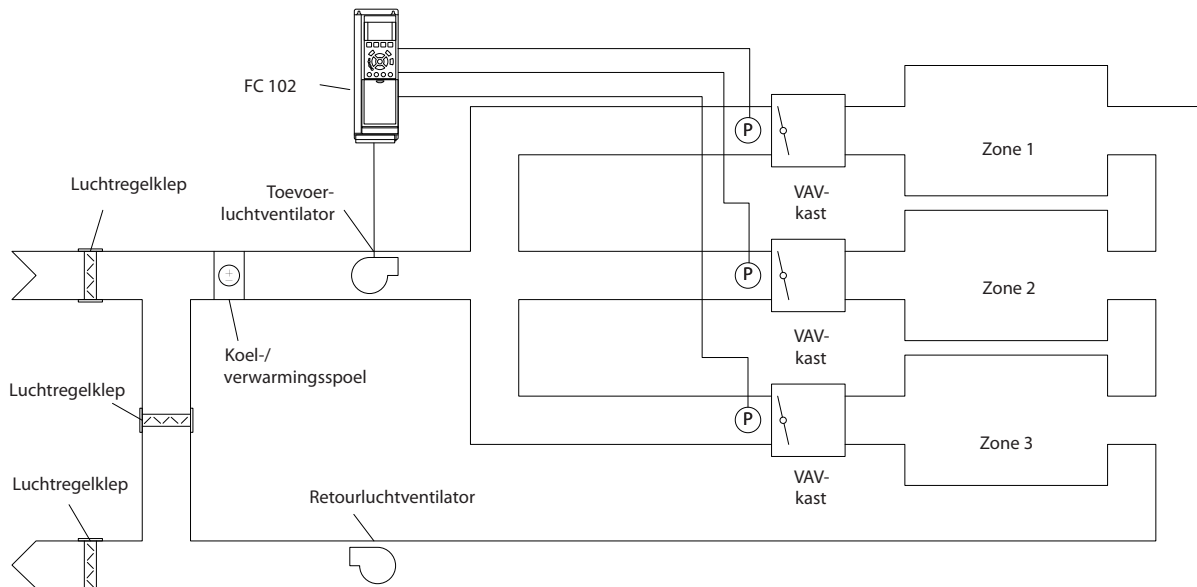 FC 102
P
Zone 1
Luchtregelklep
Toevoer-
luchtventilator
VAV-
kast
P
Zone 2
Koel-/
verwarmingsspoel
VAV-
kast
Luchtregelklep
P
Zone 3
Luchtregelklep
Retourluchtventilator
VAV-
kast